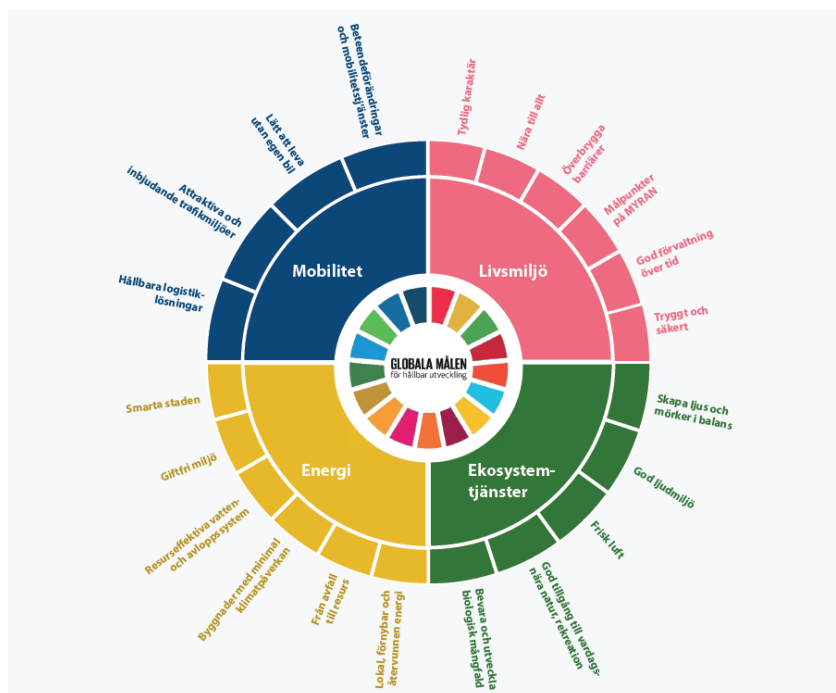 Beteendeförändringar
och mobilitetstjänster
Lätt att leva
utan egen bil
Attraktiva och
inbjudande trafikmiljöer
Hållbara logistik-
lösningar
Mobilitet
Tydlig karaktär
Nära till allt
Överbrygga
barriärer
Målpunkter
på MYRAN
God förvaltning
över tid
Tryggt och
säkert
Livsmiljö
GLOBALA MÅLEN
för hållbar utveckling
Smarta staden
Giftfri miljö
Resurseffektiva vatten-
och avloppssystem
Byggnader med minimal
klimatpåverkan
Från avfall
till resurs
Lokal, förnybar och
återvunnen energi
Energi
Ekosystem-
tjänster
Skapa ljus och
mörker i balans
God ljudmiljö
Frisk luft
God tillgång till vardags-
nära natur, rekreation
Bevara och utveckla
biologisk mångfald